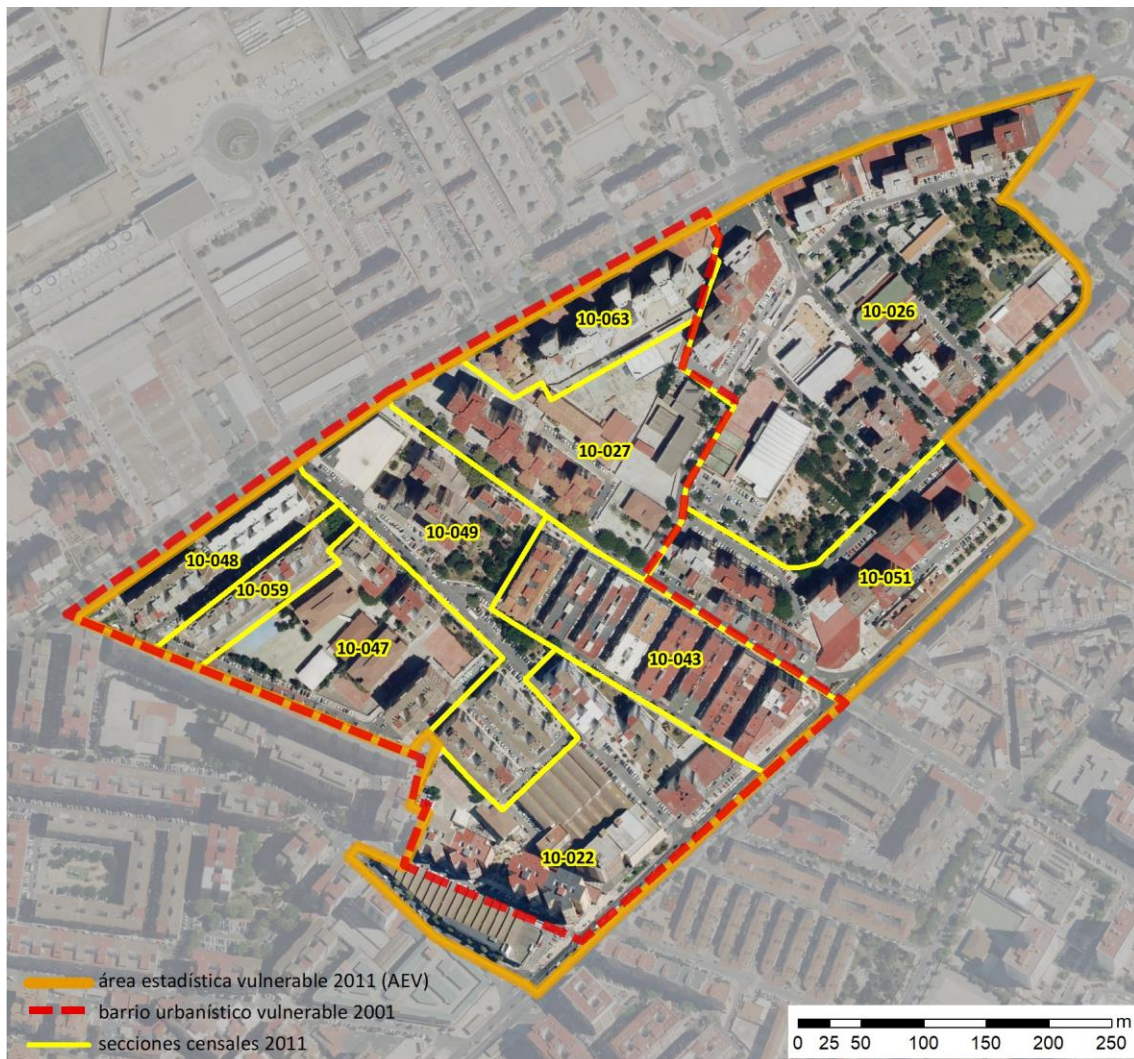 10-026
10-063
10-027
10-049
10-048
10-059
10-051
10-047
10-043
10-022
área estadística vulnerable 2011 (AEV)
barrio urbanístico vulnerable 2001
secciones censales 2011
m
0 25 50 100 150 200 250